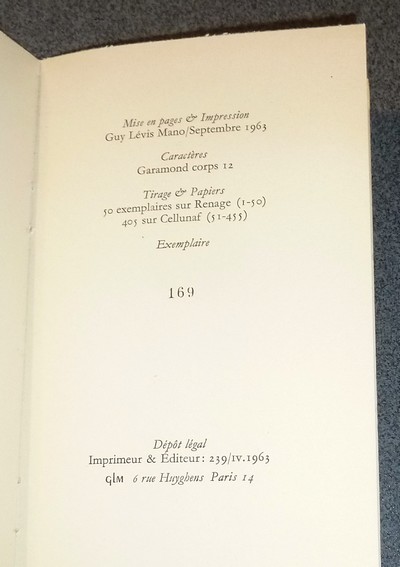 Mise en pages & Impression
Guy Lévis Mano/Septembre 1963
Caractères
Garamond corps 12
Tirage & Papiers
50 exemplaires sur Renage (1-50)
405 sur Cellunaf (51-455)
Exemplaire
169
Dépôt légal
Imprimeur & Éditeur: 239/IV.1963
GLM 6 rue Huyghens Paris 14